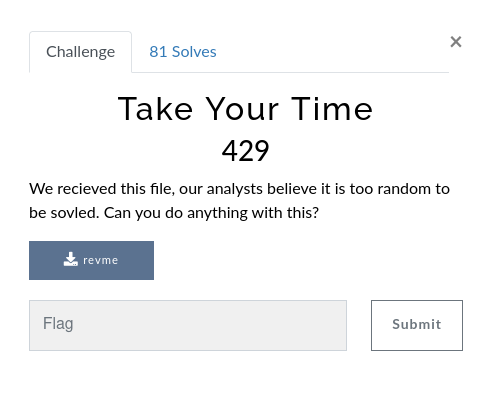 Challenge
81 Solves
×
Take Your Time
429
We recieved this file, our analysts believe it is too random to
be sovled. Can you do anything with this?
revme
Flag
Submit